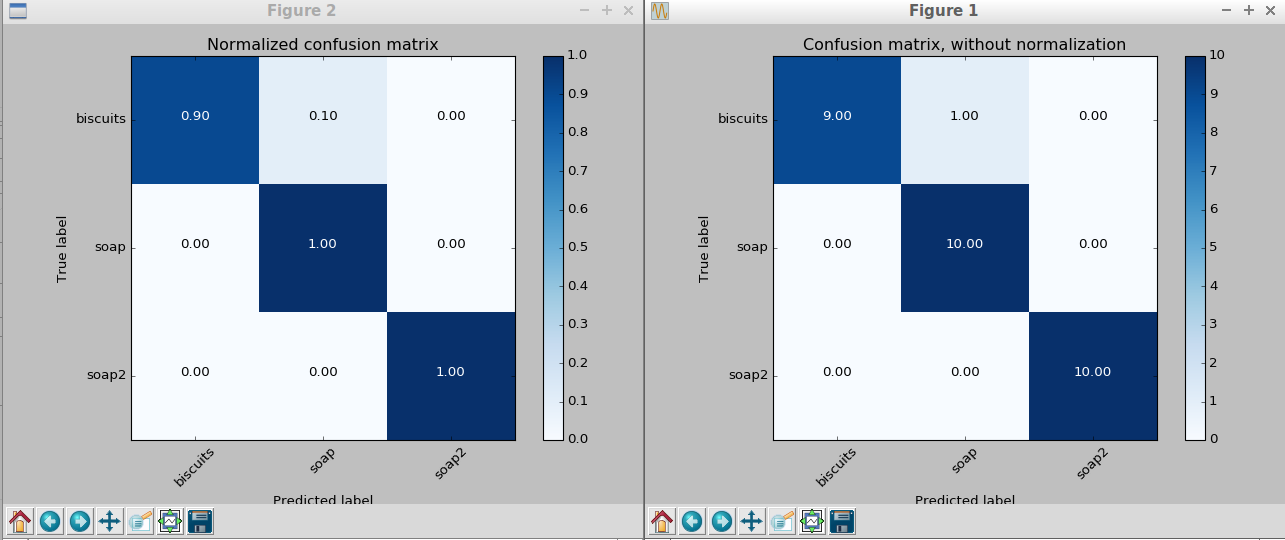 Figure 2
Normalized confusion matrix
1.0
0.9
0.8
0.7
0.6
0.5
0.4
0.3
0.2
0.1
0.0
True label
biscuits 0.90 0.10 0.00
soap 0.00 1.00 0.00
soap2 0.00 0.00 1.00
biscuits soap soap2
Predicted label
Figure 1
Confusion matrix, without normalization
10
9
8
7
6
5
4
3
2
1
0
True label
biscuits 9.00 1.00 0.00
soap 0.00 10.00 0.00
soap2 0.00 0.00 10.00
biscuits soap soap2
Predicted label